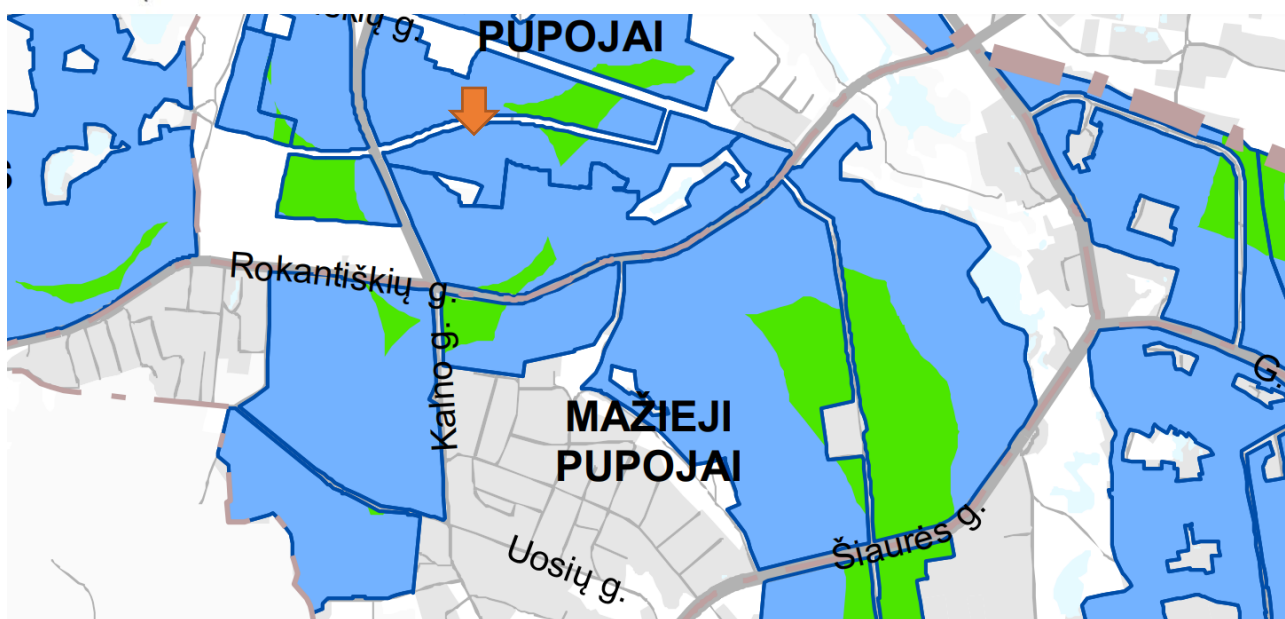 g.
PUPOJAI
S
Rokantiškių g.
Kalno g.
MAŽIEJI
PUPOJAI
Uosių g.
Šiaurės g.
G.